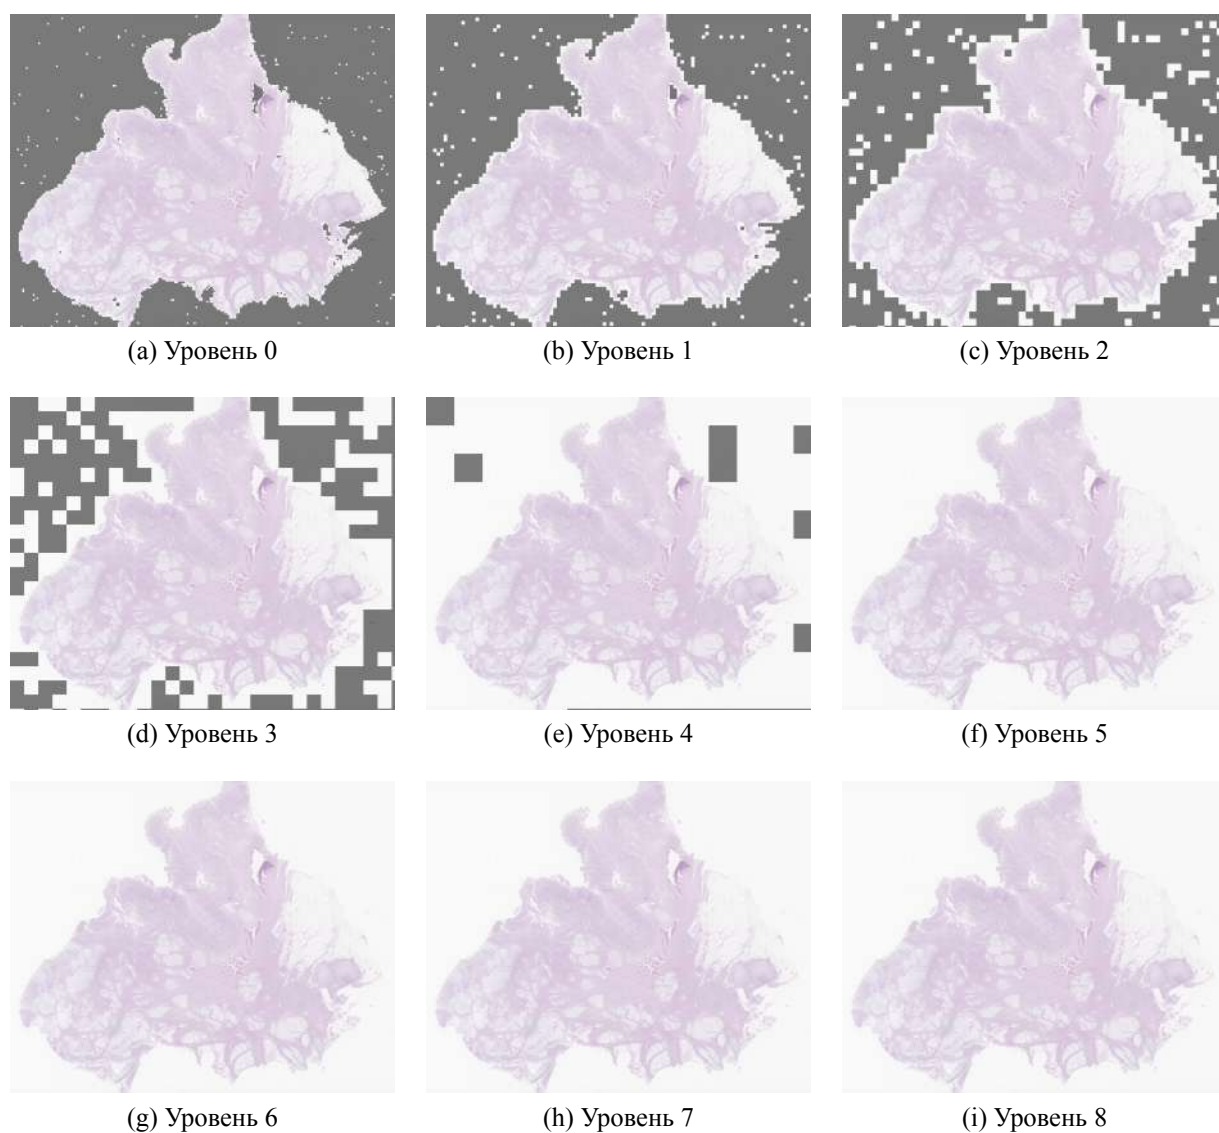 (a) Уровень 0
(b) Уровень 1
(c) Уровень 2
(d) Уровень 3
(e) Уровень 4
(f) Уровень 5
(g) Уровень 6
(h) Уровень 7
(i) Уровень 8